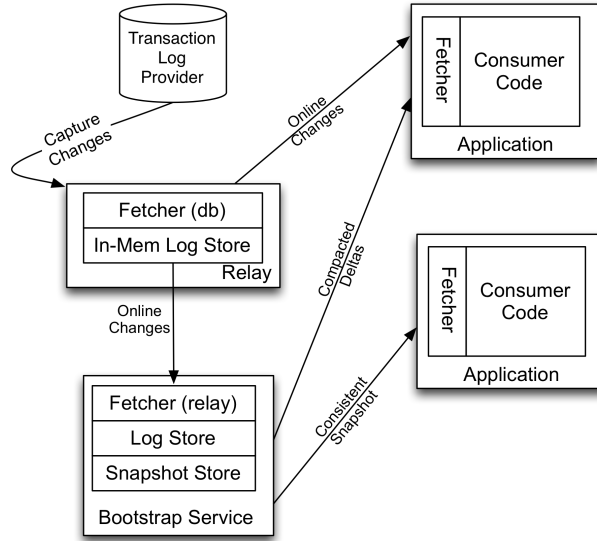 Transaction
Log
Provider
Capture
Changes
Online
Changes
Fetcher
Consumer
Code
Application
Fetcher (db)
In-Mem Log Store
Relay
Online
Changes
Compacted
Deltas
Fetcher
Consumer
Code
Application
Fetcher (relay)
Log Store
Snapshot Store
Bootstrap Service
Consistent
Snapshot